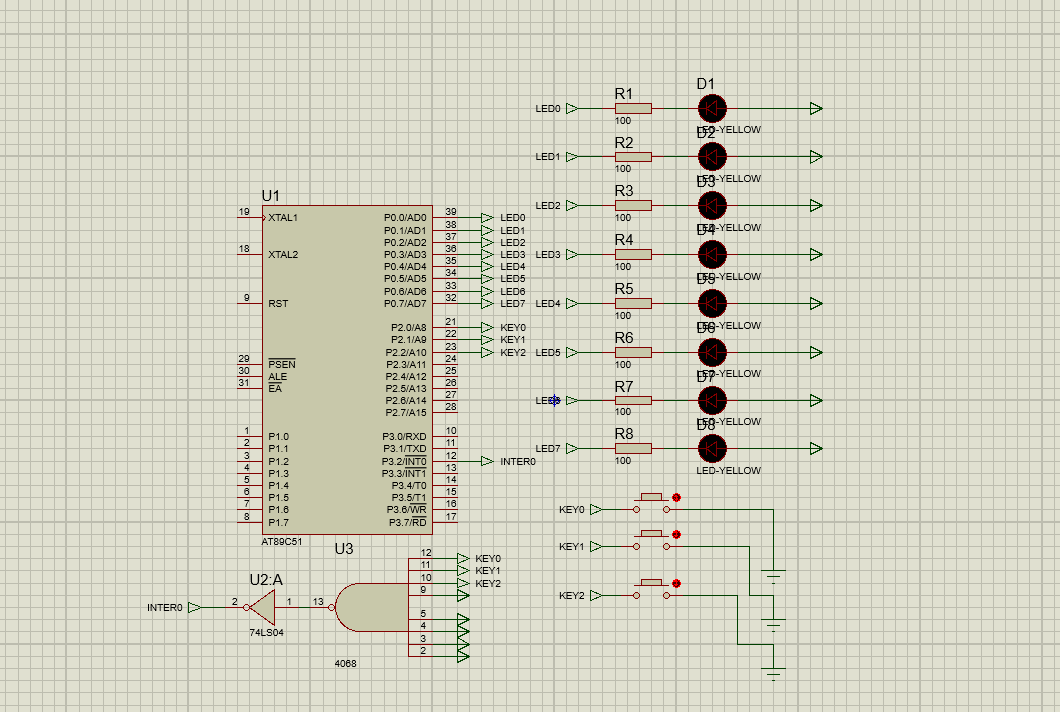 U1
19 XTAL1
18 XTAL2
9 RST
29 PSEN
30 ALE
31 EA
1 P1.0
2 P1.1
3 P1.2
4 P1.3
5 P1.4
6 P1.5
7 P1.6
8 P1.7
P0.0/AD0 39 LED0
P0.1/AD1 38 LED1
P0.2/AD2 37 LED2
P0.3/AD3 36 LED3
P0.4/AD4 35 LED4
P0.5/AD5 34 LED5
P0.6/AD6 33 LED6
P0.7/AD7 32 LED7
P2.0/A8 21 KEY0
P2.1/A9 22 KEY1
P2.2/A10 23 KEY2
P2.3/A11 24
P2.4/A12 25
P2.5/A13 26
P2.6/A14 27
P2.7/A15 28
P3.0/RXD 10
P3.1/TXD 11
P3.2/INT0 12 INTER0
P3.3/INT1 13
P3.4/T0 14
P3.5/T1 15
P3.6/WR 16
P3.7/RD 17
AT89C51
U3
12 KEY0
11 KEY1
10 KEY2
9
5
4
3
2
13
4068
U2:A
INTER0 2 1
74LS04
D1
LED0 R1
100 LED-YELLOW
D2
LED1 R2
100 LED-YELLOW
D3
LED2 R3
100 LED-YELLOW
D4
LED3 R4
100 LED-YELLOW
D5
LED4 R5
100 LED-YELLOW
D6
LED5 R6
100 LED-YELLOW
D7
R7
100 LED-YELLOW
D8
LED7 R8
100 LED-YELLOW
KEY0
KEY1
KEY2